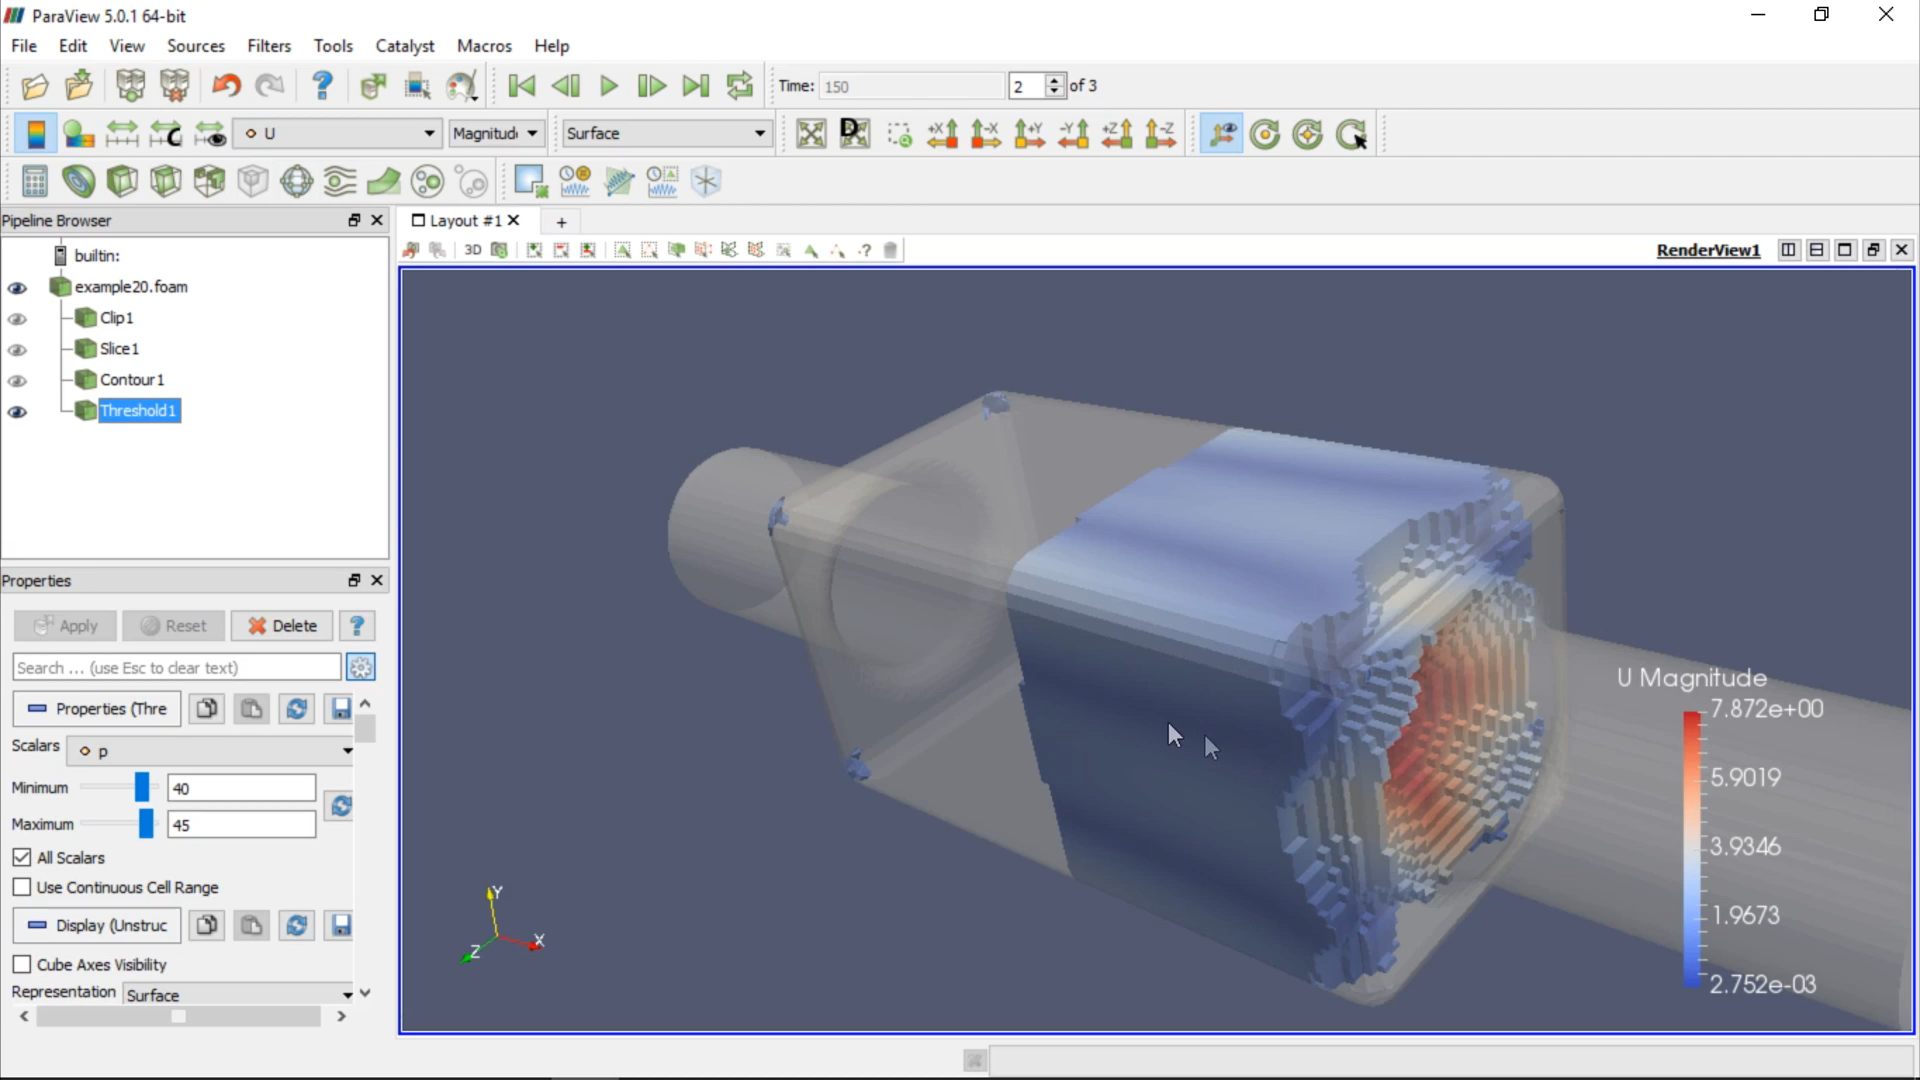 ParaView 5.0.1 64-bit
File Edit View Sources Filters Tools Catalyst Macros Help
Time: 150 2 of 3
U Magnitud Surface
D +X -X +Y -Y +Z -Z
Pipeline Browser
Layout #1 +
builtin:
3D ? RenderView1
example20.foam
Clip1
Slice1
Contour1
Threshold1
Properties
Apply Reset Delete ?
Search ... (use Esc to clear text)
Properties (Thre
Scalars p
Minimum 40
Maximum 45
All Scalars
Use Continuous Cell Range
Display (Unstruc
Cube Axes Visibility
Representation Surface
Y
X
Z
U Magnitude
7.872e+00
5.9019
3.9346
1.9673
2.752e-03